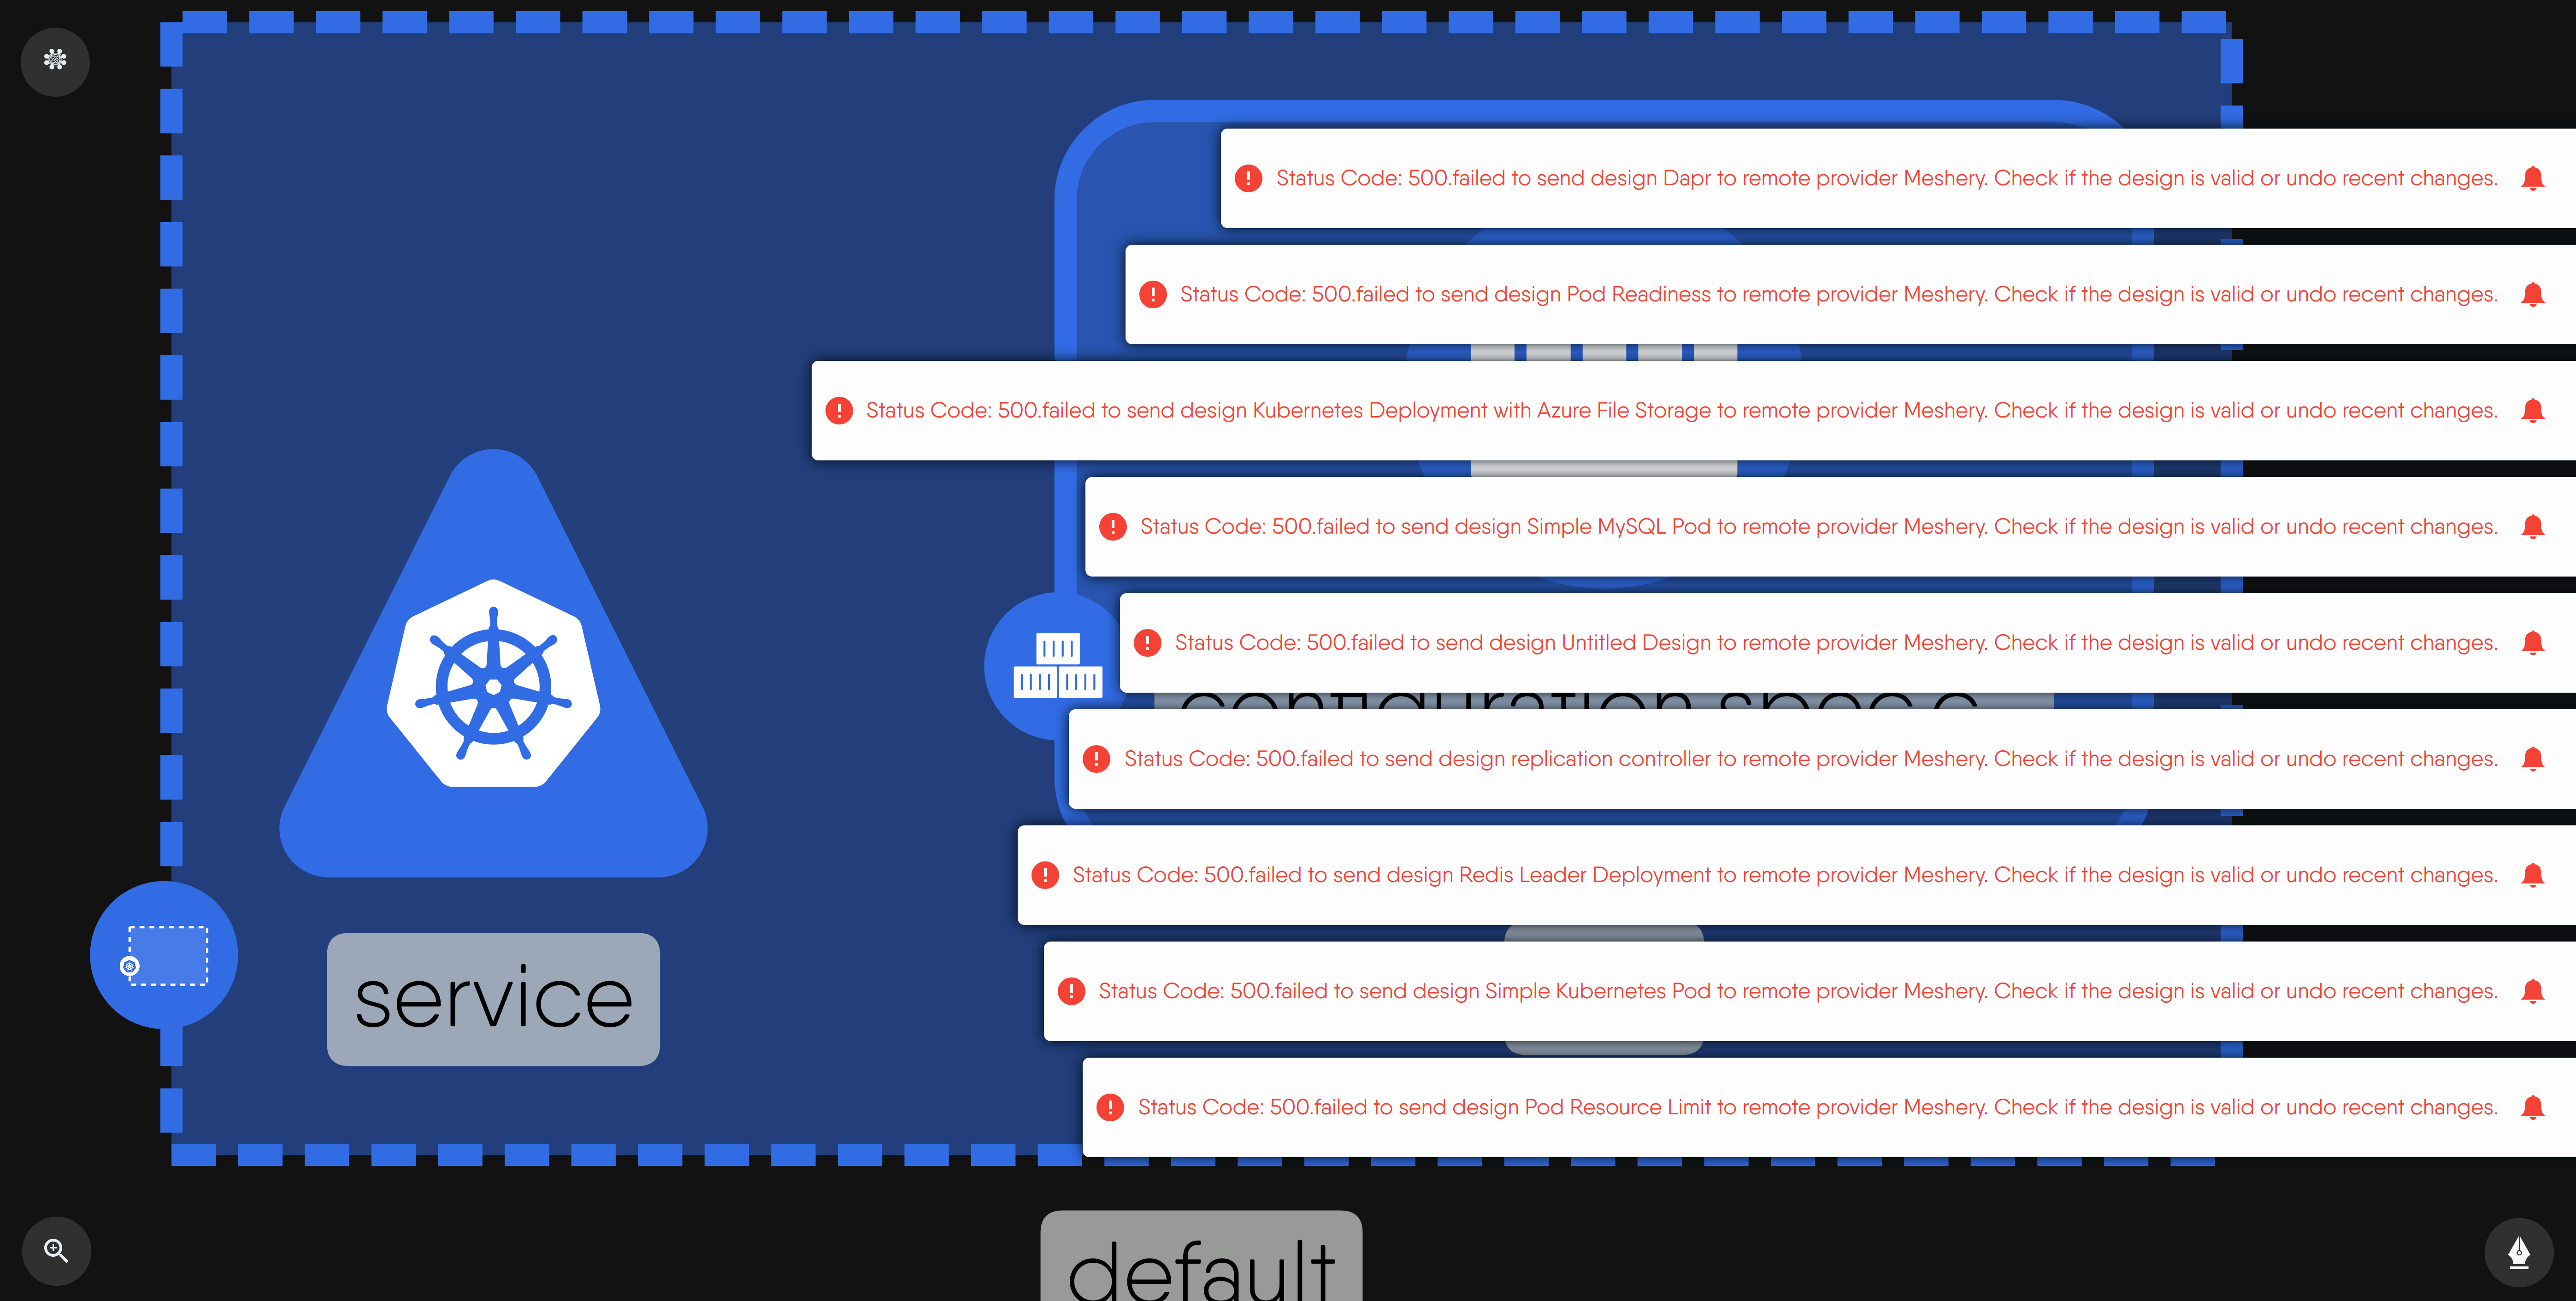 Status Code: 500.failed to send design Dapr to remote provider Meshery. Check if the design is valid or undo recent changes.
Status Code: 500.failed to send design Pod Readiness to remote provider Meshery. Check if the design is valid or undo recent changes.
Status Code: 500.failed to send design Kubernetes Deployment with Azure File Storage to remote provider Meshery. Check if the design is valid or undo recent changes.
Status Code: 500.failed to send design Simple MySQL Pod to remote provider Meshery. Check if the design is valid or undo recent changes.
Status Code: 500.failed to send design Untitled Design to remote provider Meshery. Check if the design is valid or undo recent changes.
Status Code: 500.failed to send design replication controller to remote provider Meshery. Check if the design is valid or undo recent changes.
Status Code: 500.failed to send design Redis Leader Deployment to remote provider Meshery. Check if the design is valid or undo recent changes.
Status Code: 500.failed to send design Simple Kubernetes Pod to remote provider Meshery. Check if the design is valid or undo recent changes.
Status Code: 500.failed to send design Pod Resource Limit to remote provider Meshery. Check if the design is valid or undo recent changes.
service
default